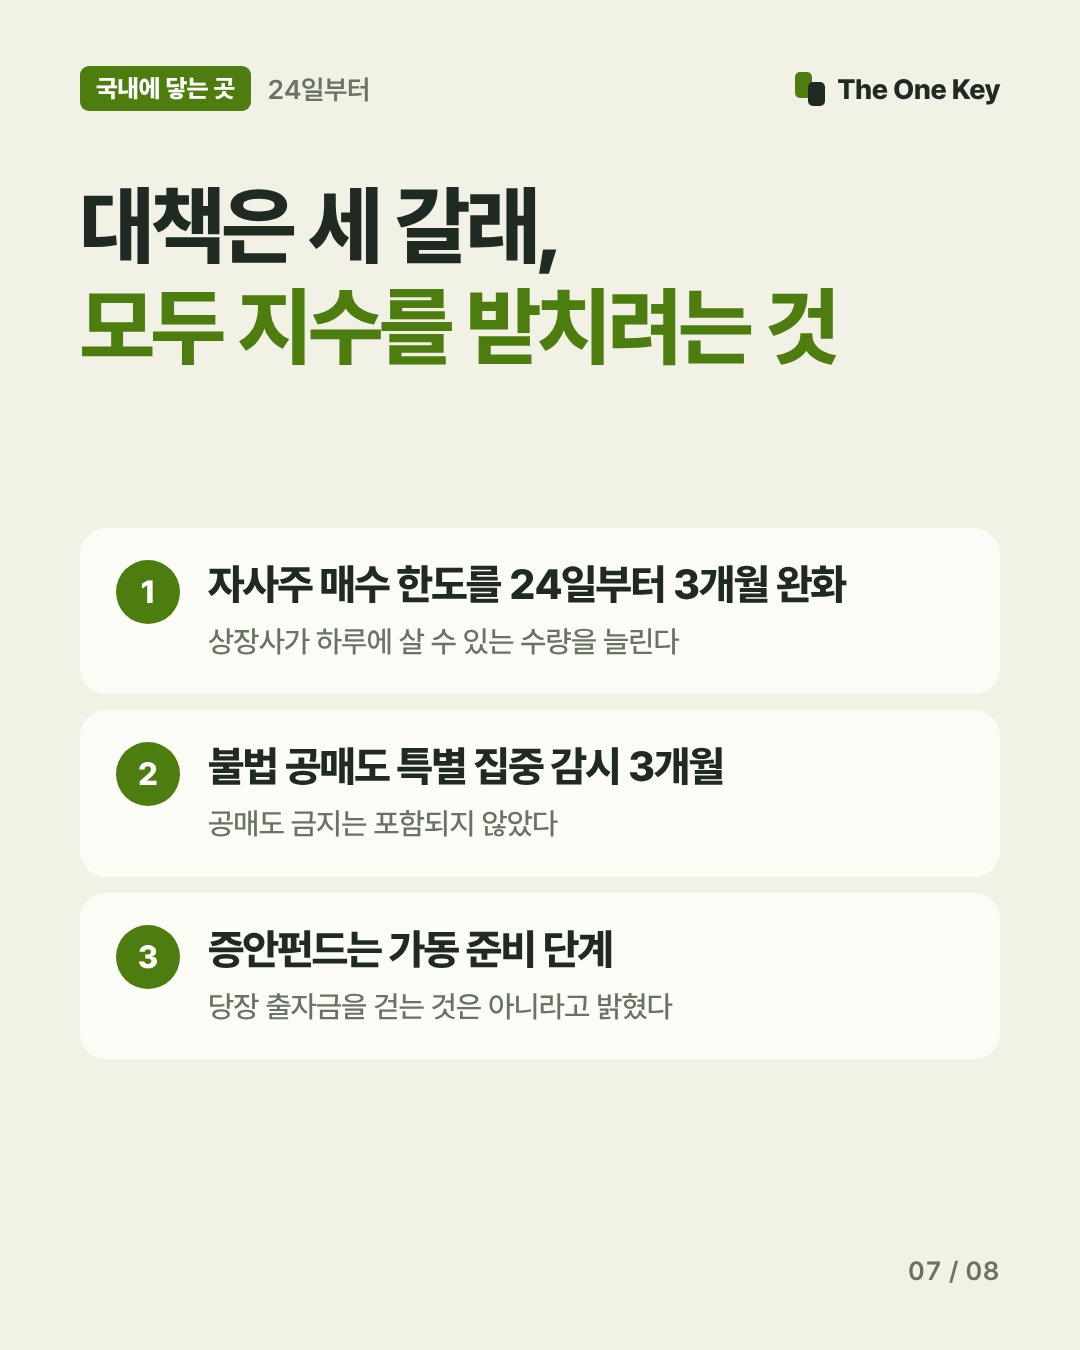 국내에 닿는 곳 24일부터
The One Key
대책은 세 갈래,
모두 지수를 받치려는 것
1 자사주 매수 한도를 24일부터 3개월 완화
상장사가 하루에 살 수 있는 수량을 늘린다
2 불법 공매도 특별 집중 감시 3개월
공매도 금지는 포함되지 않았다
3 증안펀드는 가동 준비 단계
당장 출자금을 걷는 것은 아니라고 밝혔다
07 / 08